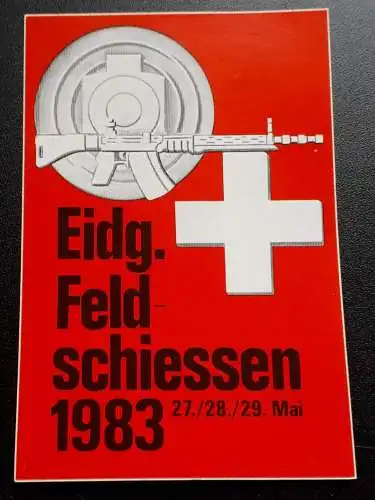 Eidg.
Feld-
schiessen
1983 27./28./29. Mai